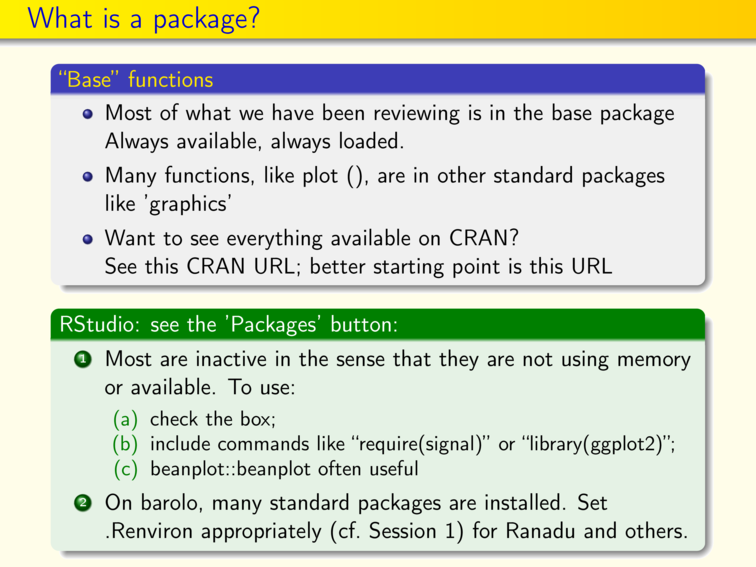 What is a package?
“Base” functions
Most of what we have been reviewing is in the base package
Always available, always loaded.
Many functions, like plot (), are in other standard packages
like 'graphics'
Want to see everything available on CRAN?
See this CRAN URL; better starting point is this URL
RStudio: see the 'Packages' button:
1 Most are inactive in the sense that they are not using memory
or available. To use:
(a) check the box;
(b) include commands like “require(signal)” or “library(ggplot2)”;
(c) beanplot::beanplot often useful
2 On barolo, many standard packages are installed. Set
.Renviron appropriately (cf. Session 1) for Ranadu and others.